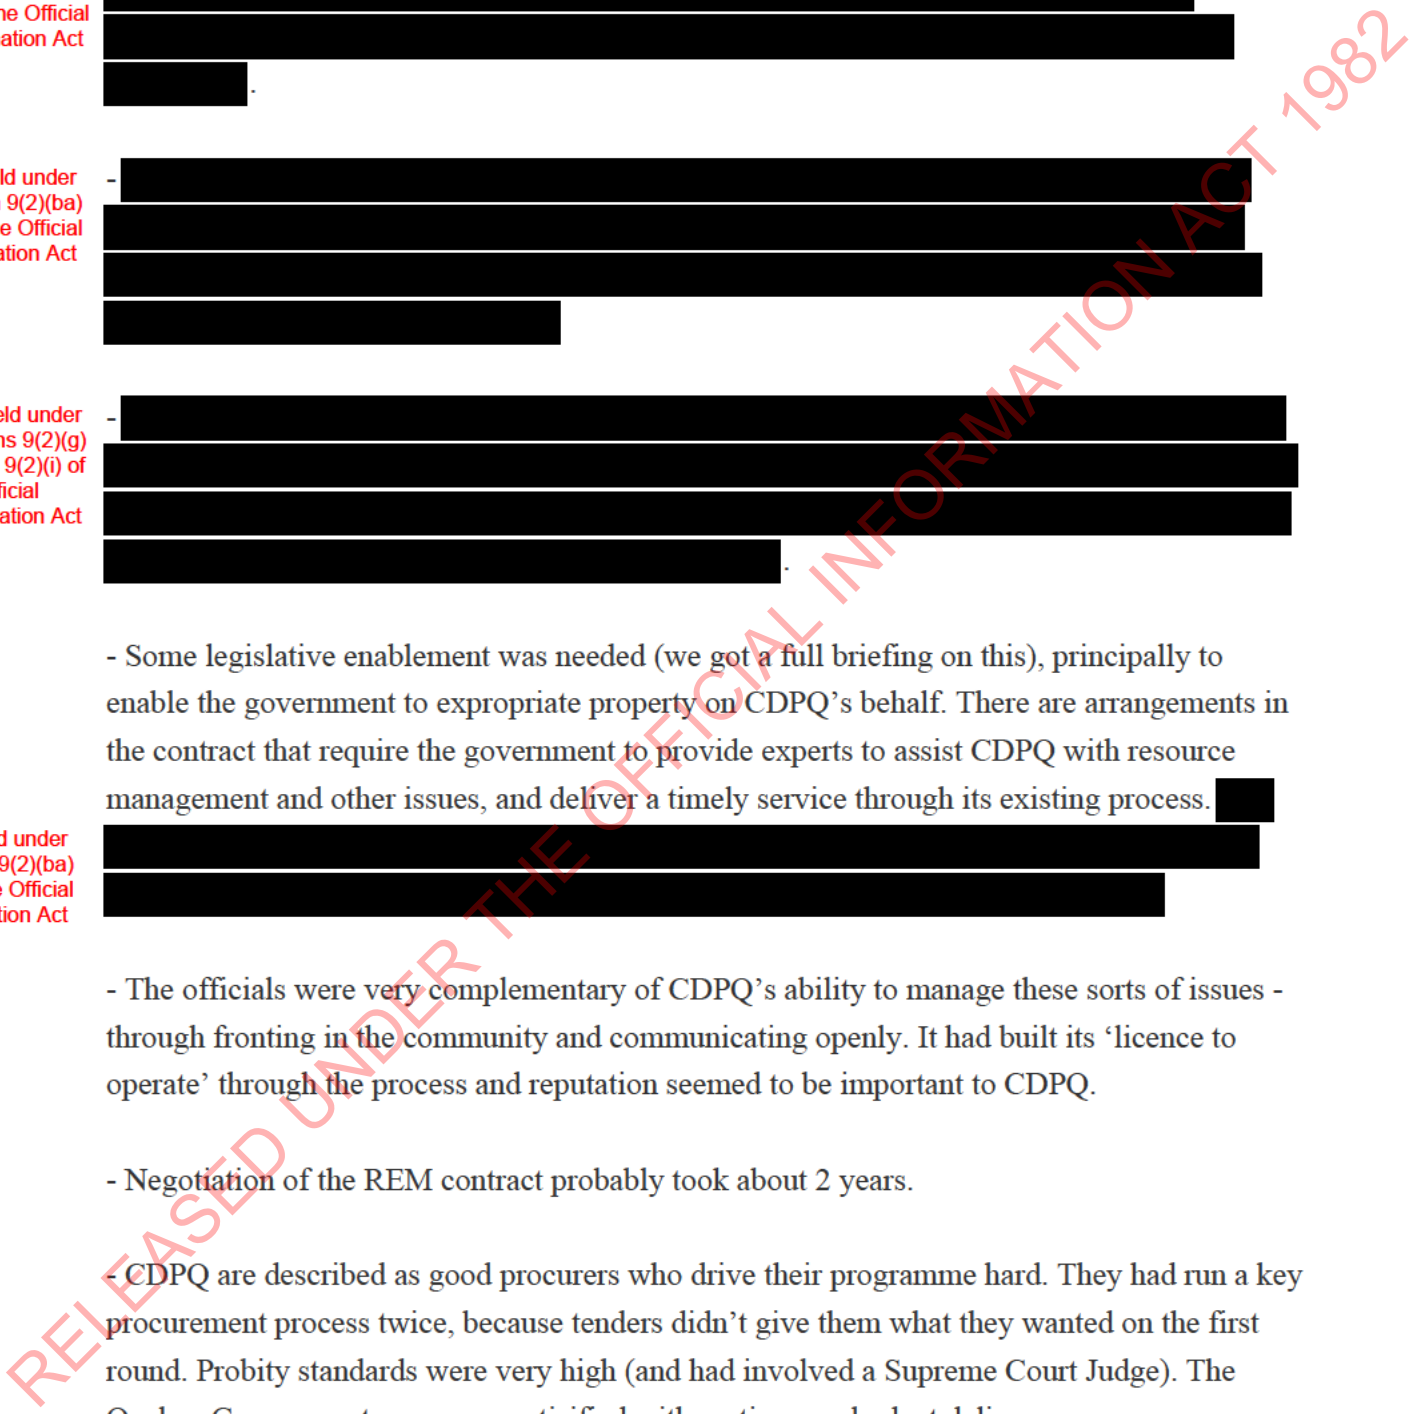 he Official
ation Act
.
ld under
9(2)(ba)
e Official
ation Act
-
eld under
ns 9(2)(g)
9(2)(i) of
ficial
ation Act
-
.
- Some legislative enablement was needed (we got a full briefing on this), principally to
enable the government to expropriate property on CDPQ’s behalf. There are arrangements in
the contract that require the government to provide experts to assist CDPQ with resource
management and other issues, and deliver a timely service through its existing process.
d under
9(2)(ba)
e Official
tion Act
- The officials were very complementary of CDPQ’s ability to manage these sorts of issues -
through fronting in the community and communicating openly. It had built its ‘licence to
operate’ through the process and reputation seemed to be important to CDPQ.
- Negotiation of the REM contract probably took about 2 years.
- CDPQ are described as good procurers who drive their programme hard. They had run a key
procurement process twice, because tenders didn’t give them what they wanted on the first
round. Probity standards were very high (and had involved a Supreme Court Judge). The
RELEASED UNDER THE OFFICIAL INFORMATION ACT 1982